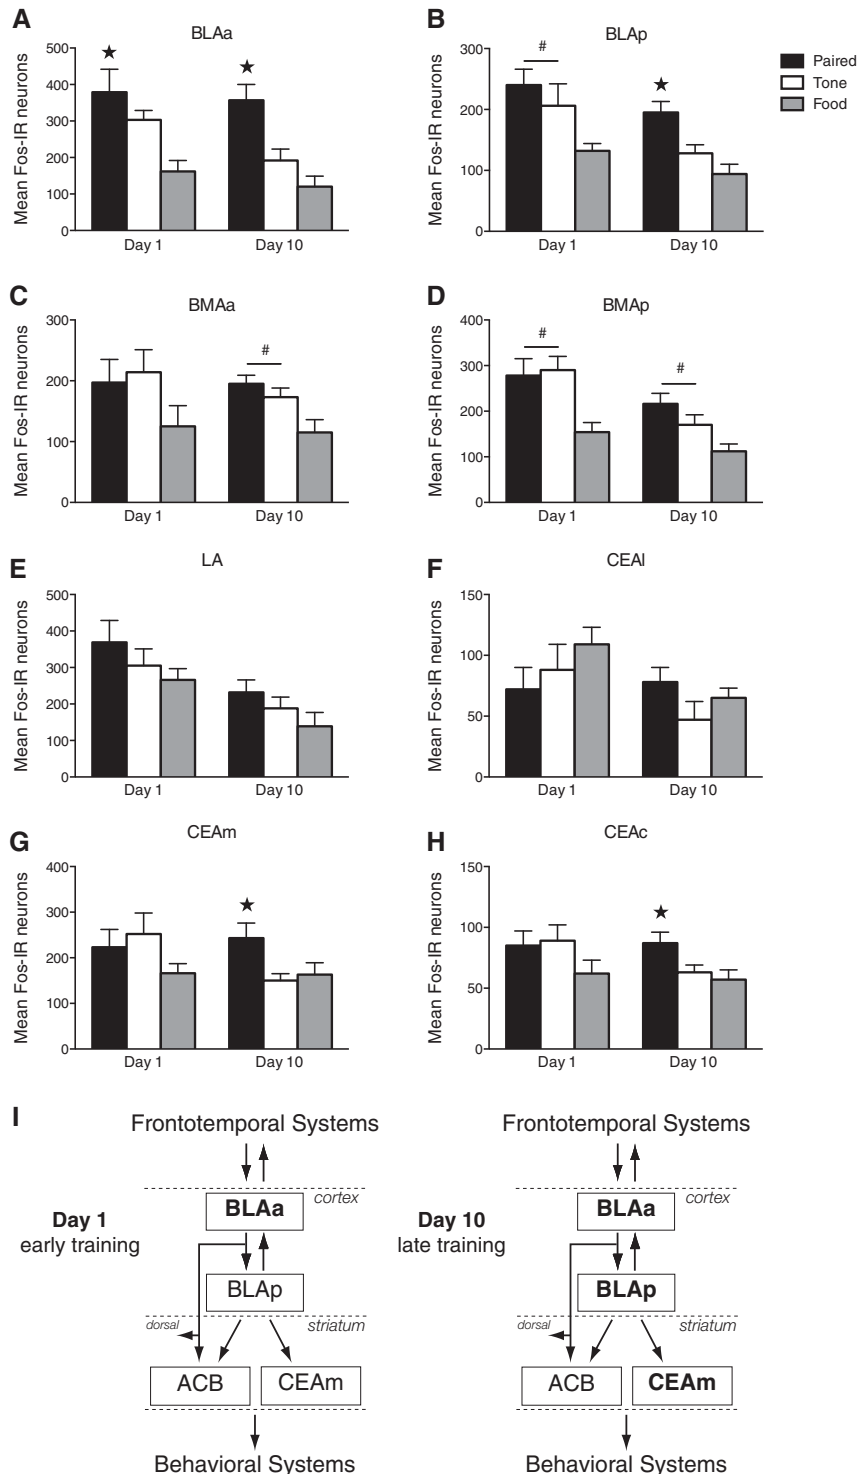 A
BLAa
Mean Fos-IR neurons
500
400
300
200
100
0
Day 1
Day 10
★
★
B
BLAp
Mean Fos-IR neurons
300
200
100
0
Day 1
Day 10
#
★
Paired
Tone
Food
C
BMAa
Mean Fos-IR neurons
300
200
100
0
Day 1
Day 10
#
D
BMAp
Mean Fos-IR neurons
400
300
200
100
0
Day 1
Day 10
#
#
E
LA
Mean Fos-IR neurons
500
400
300
200
100
0
Day 1
Day 10
F
CEAl
Mean Fos-IR neurons
150
100
50
0
Day 1
Day 10
G
CEAm
Mean Fos-IR neurons
400
300
200
100
0
Day 1
Day 10
★
H
CEAc
Mean Fos-IR neurons
150
100
50
0
Day 1
Day 10
★
I
Frontotemporal Systems
cortex
BLAa
Day 1
early training
BLAp
dorsal
striatum
ACB
CEAm
Behavioral Systems
Frontotemporal Systems
cortex
BLAa
Day 10
late training
BLAp
dorsal
striatum
ACB
CEAm
Behavioral Systems